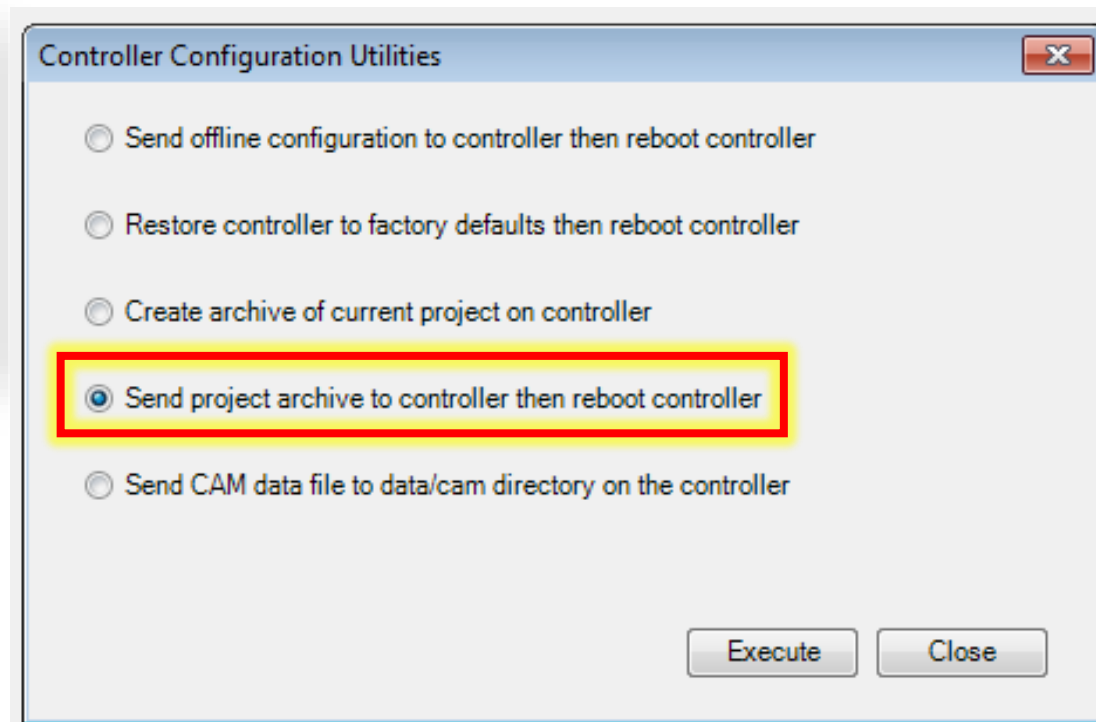 Controller Configuration Utilities
Send offline configuration to controller then reboot controller
Restore controller to factory defaults then reboot controller
Create archive of current project on controller
Send project archive to controller then reboot controller
Send CAM data file to data/cam directory on the controller
Execute Close